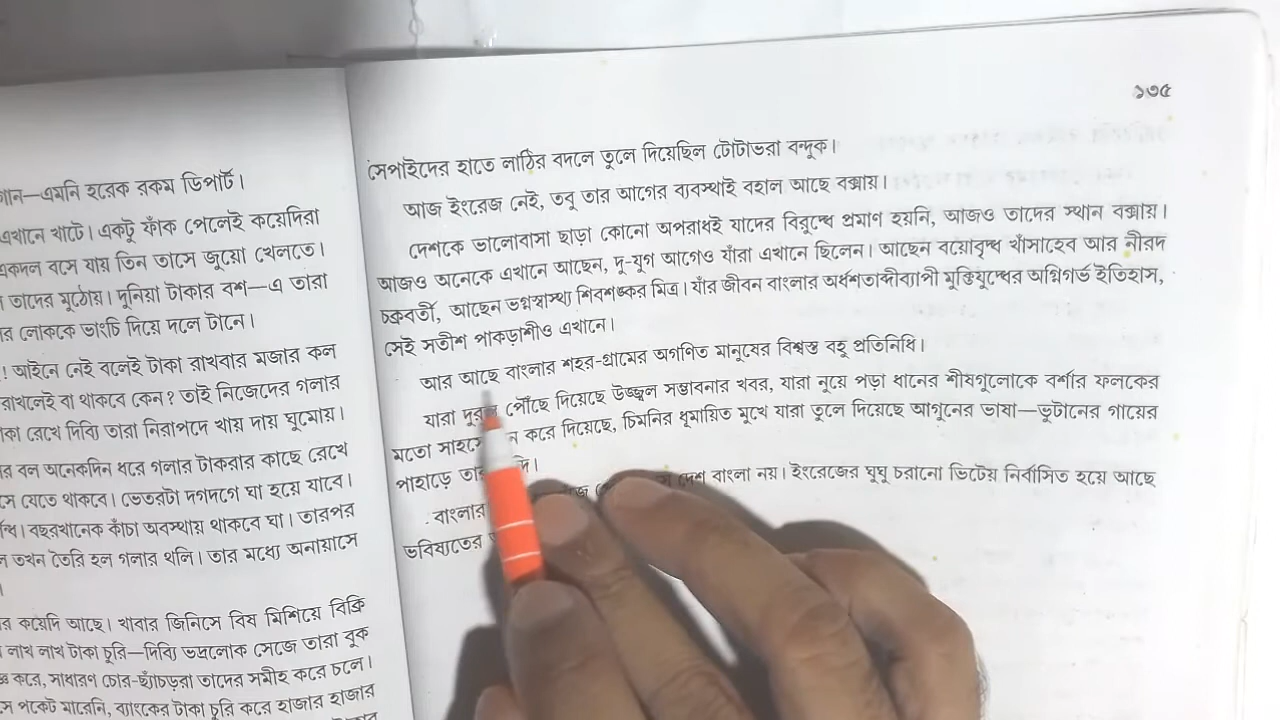 গান—এমনি হরেক রকম ডিপার্ট।
এখানে খাটে। একটু ফাঁক পেলেই কয়েদিরা
একদল বসে যায় তিন তাসে জুয়ো খেলতে।
তাদের মুঠোয়। দুনিয়া টাকার বশ—এ তারা
লোককে ভাংচি দিয়ে দলে টানে।
আইনে নেই বলেই টাকা রাখবার মজার কল
রাখলেই বা থাকবে কেন? তাই নিজেদের গলার
রেখে দিব্যি তারা নিরাপদে খায় দায় ঘুমোয়।
বল অনেকদিন ধরে গলার টাকরার কাছে রেখে
যেতে থাকবে। ভেতরটা দগদগে ঘা হয়ে যাবে।
বছরখানেক কাঁচা অবস্থায় থাকবে ঘা। তারপর
তখন তৈরি হল গলার থলি। তার মধ্যে অনায়াসে
কয়েদি আছে। খাবার জিনিসে বিষ মিশিয়ে বিক্রি
লাখ লাখ টাকা চুরি—দিব্যি ভদ্রলোক সেজে তারা বুক
করে, সাধারণ চোর-ছ্যাঁচড়রা তাদের সমীহ করে চলে।
পকেট মারেনি, ব্যাংকের টাকা চুরি করে হাজার হাজার
১৩৫
সেপাইদের হাতে লাঠির বদলে তুলে দিয়েছিল টোটাভরা বন্দুক।
আজ ইংরেজ নেই, তবু তার আগের ব্যবস্থাই বহাল আছে বক্সায়।
দেশকে ভালোবাসা ছাড়া কোনো অপরাধই যাদের বিরুদ্ধে প্রমাণ হয়নি, আজও তাদের স্থান বক্সায়।
আজও অনেকে এখানে আছেন, দু-যুগ আগেও যাঁরা এখানে ছিলেন। আছেন বয়োবৃদ্ধ খাঁসাহেব আর নীরদ
চক্রবর্তী, আছেন ভগ্নস্বাস্থ্য শিবশঙ্কর মিত্র। যাঁর জীবন বাংলার অর্ধশতাব্দীব্যাপী মুক্তিযুদ্ধের অগ্নিগর্ভ ইতিহাস,
সেই সতীশ পাকড়াশীও এখানে।
আর আছে বাংলার শহর-গ্রামের অগণিত মানুষের বিশ্বস্ত বহু প্রতিনিধি।
যারা পৌঁছে দিয়েছে উজ্জ্বল সম্ভাবনার খবর, যারা নুয়ে পড়া ধানের শীষগুলোকে বর্শার ফলকের
মতো করে দিয়েছে, চিমনির ধূমায়িত মুখে যারা তুলে দিয়েছে আগুনের ভাষা—ভুটানের গায়ের
পাহাড়ে
বাংলার দেশ বাংলা নয়। ইংরেজের ঘুঘু চরানো ভিটেয় নির্বাসিত হয়ে আছে
ভবিষ্যতের